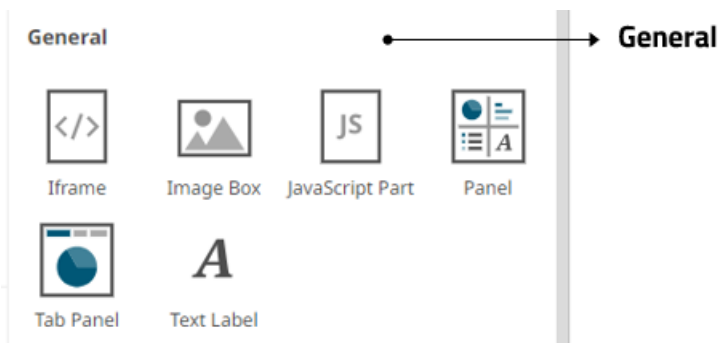 General
General
</>
JS
A
Iframe
Image Box
JavaScript Part
Panel
A
Tab Panel
Text Label